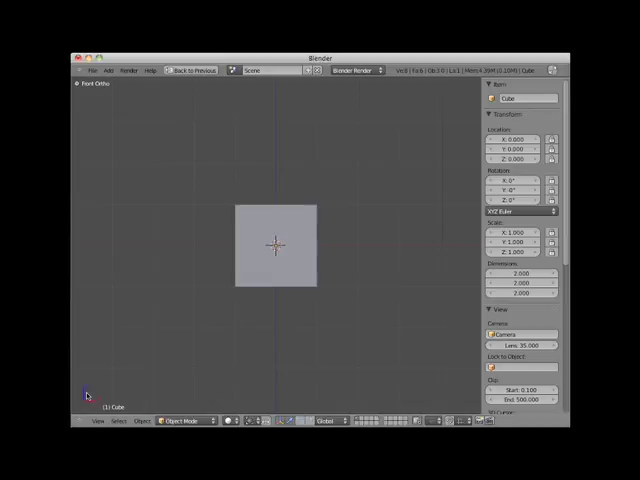 Blender
File Add Render Help Back to Previous Scene Blender Render Cube
Front Ortho
Item
Cube
Transform
Location:
X: 0.000
Y: 0.000
Z: 0.000
Rotation:
X: 0°
Y: -0°
Z: 0°
XYZ Euler
Scale:
X: 1.000
Y: 1.000
Z: 1.000
Dimensions:
2.000
2.000
2.000
View
Camera:
Camera
Lens: 35.000
Lock to Object:
Clip:
Start: 0.100
End: 500.000
(1) Cube
View Select Object Object Mode Global